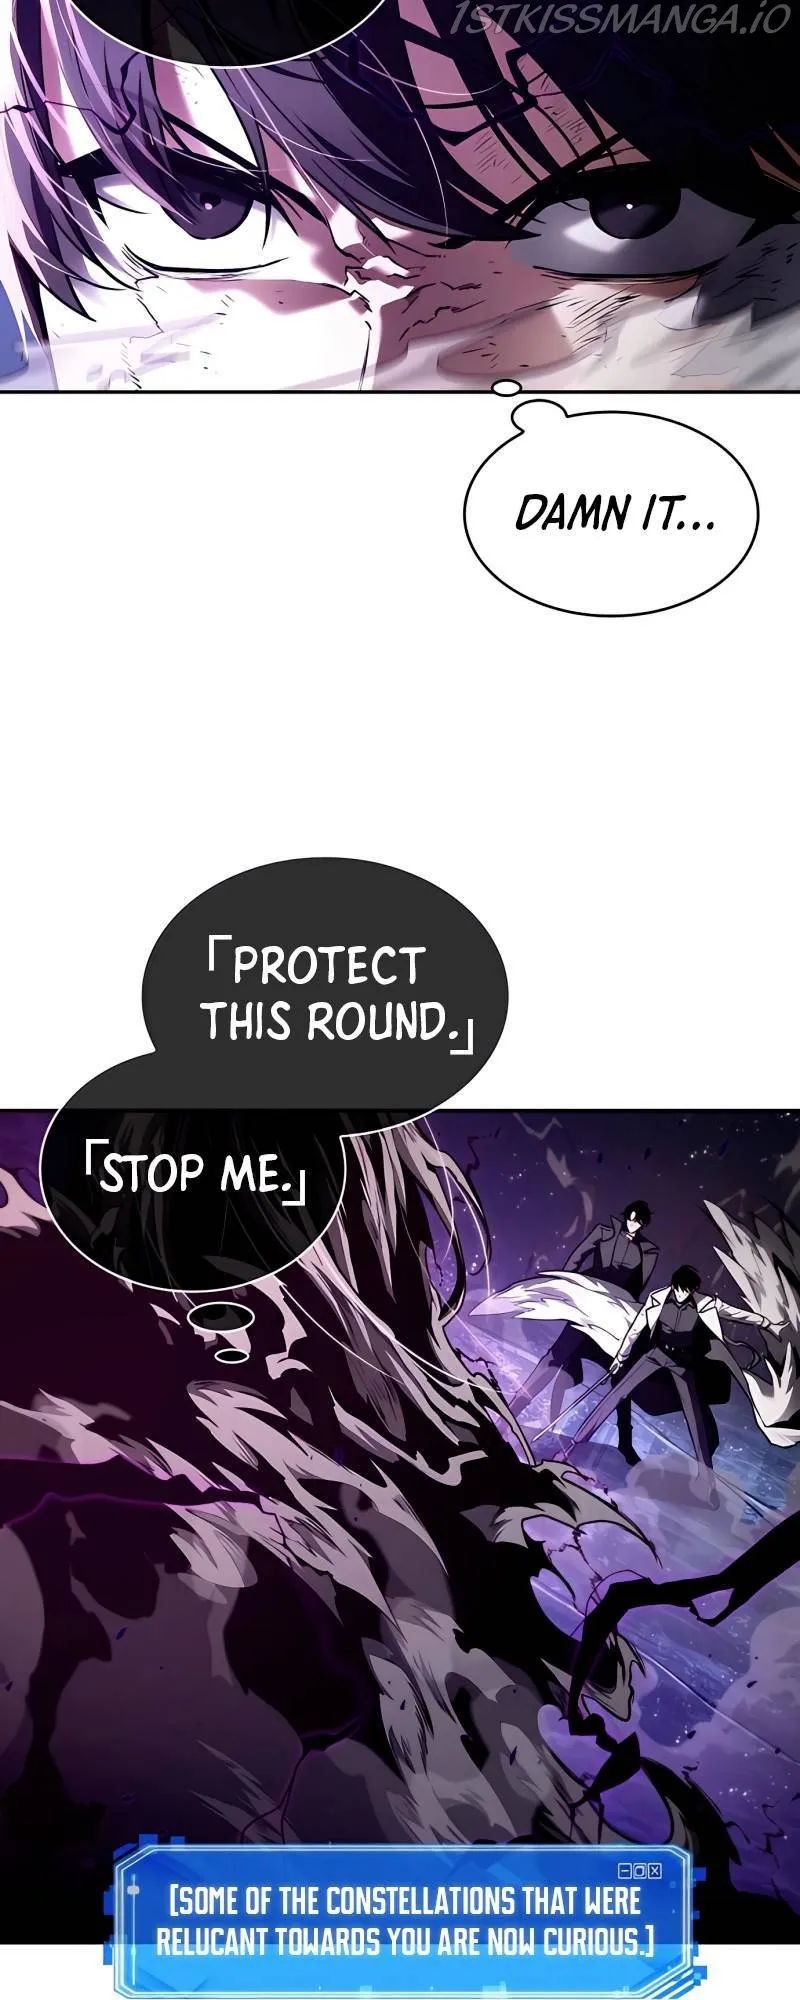 1STKISSMANGA.IO
DAMN IT...
「PROTECT
THIS ROUND.」
「STOP ME.」
[SOME OF THE CONSTELLATIONS THAT WERE
RELUCANT TOWARDS YOU ARE NOW CURIOUS.]